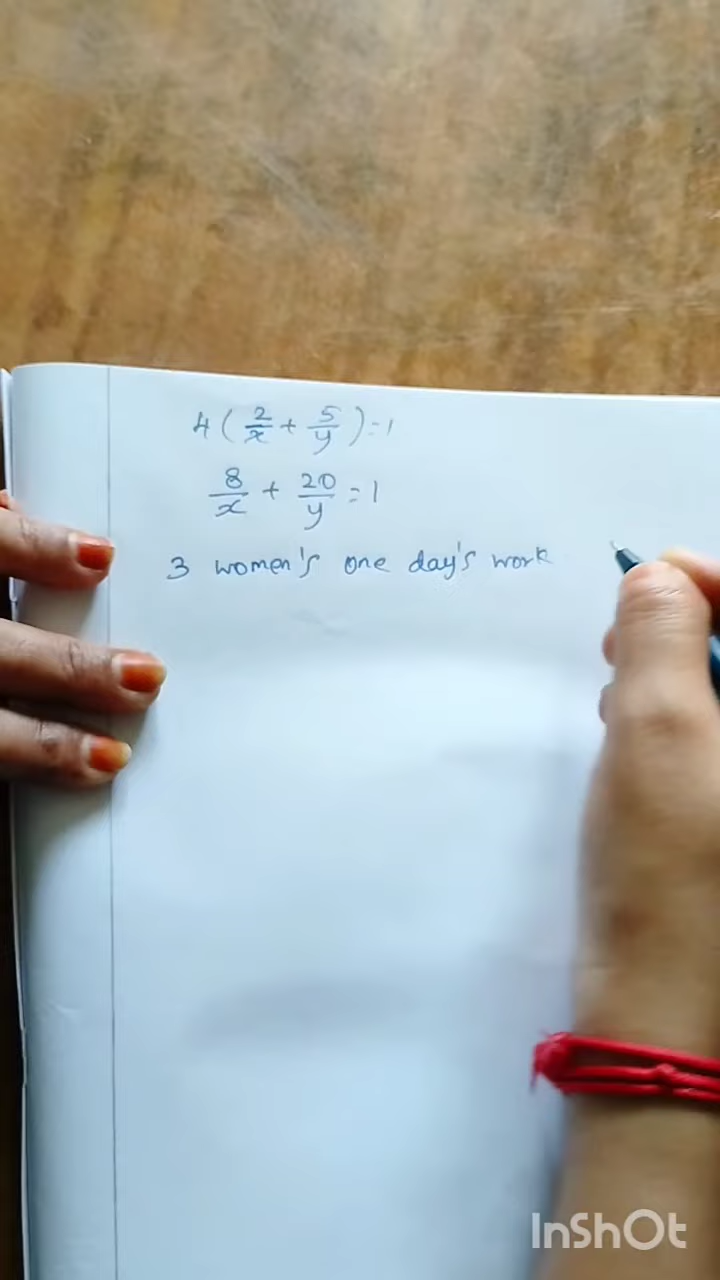 4 ( 2/x + 5/y ) = 1
8/x + 20/y = 1
3 women's one day's work
InShOt